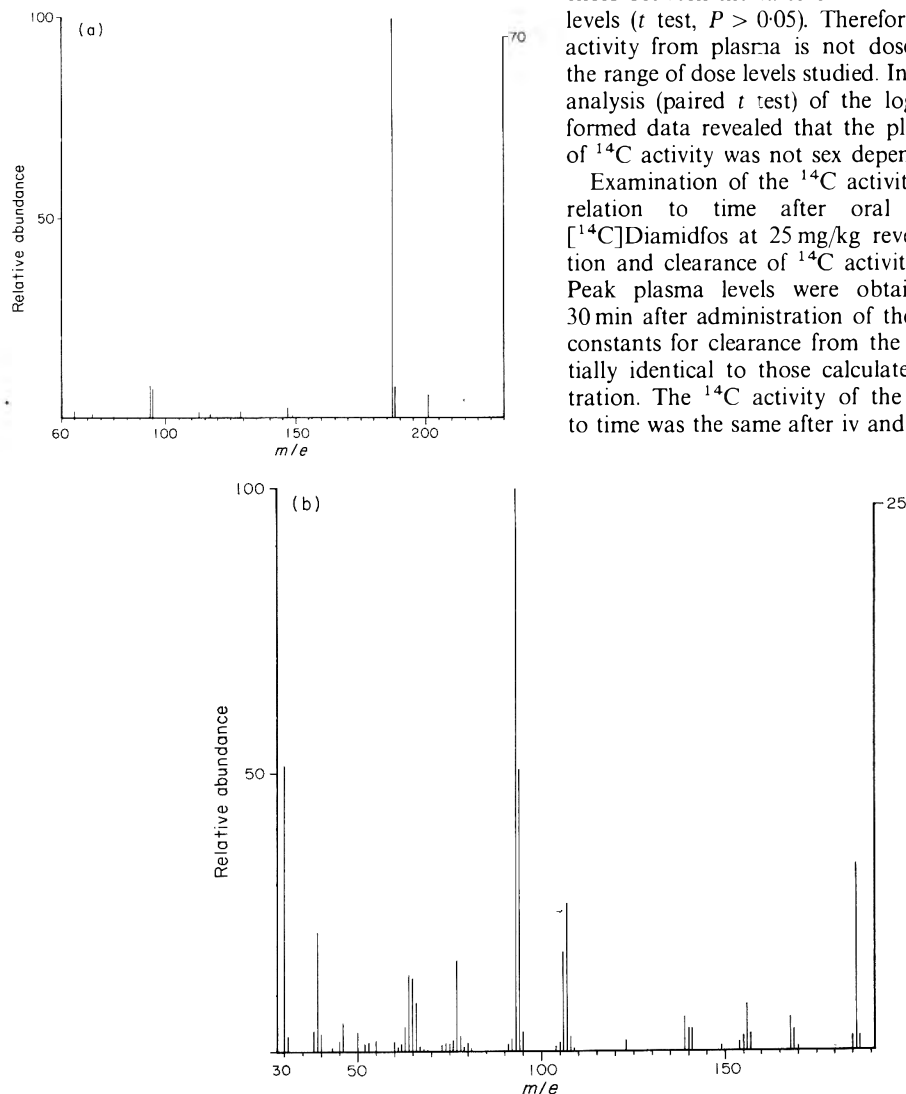 levels (t test, P > 0·05). Therefor
activity from plasma is not dose
the range of dose levels studied. In
analysis (paired t test) of the log
formed data revealed that the pl
of ¹⁴C activity was not sex depen
Examination of the ¹⁴C activit
relation to time after oral
[¹⁴C]Diamidfos at 25 mg/kg reve
tion and clearance of ¹⁴C activit
Peak plasma levels were obtai
30 min after administration of the
constants for clearance from the
tially identical to those calculate
tration. The ¹⁴C activity of the
to time was the same after iv and
100
(a)
70
Relative abundance
50
60
100
150
200
m/e
100
(b)
25
Relative abundance
50
30
50
100
150
m/e